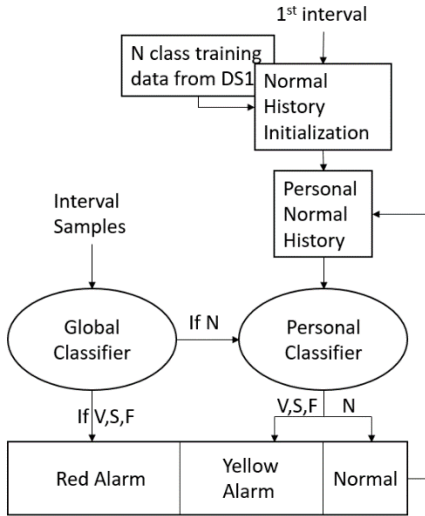 1st interval
N class training
data from DS1
Normal
History
Initialization
Personal
Normal
History
Interval
Samples
Global
Classifier
If N
Personal
Classifier
If V,S,F
V,S,F
N
Red Alarm
Yellow
Alarm
Normal